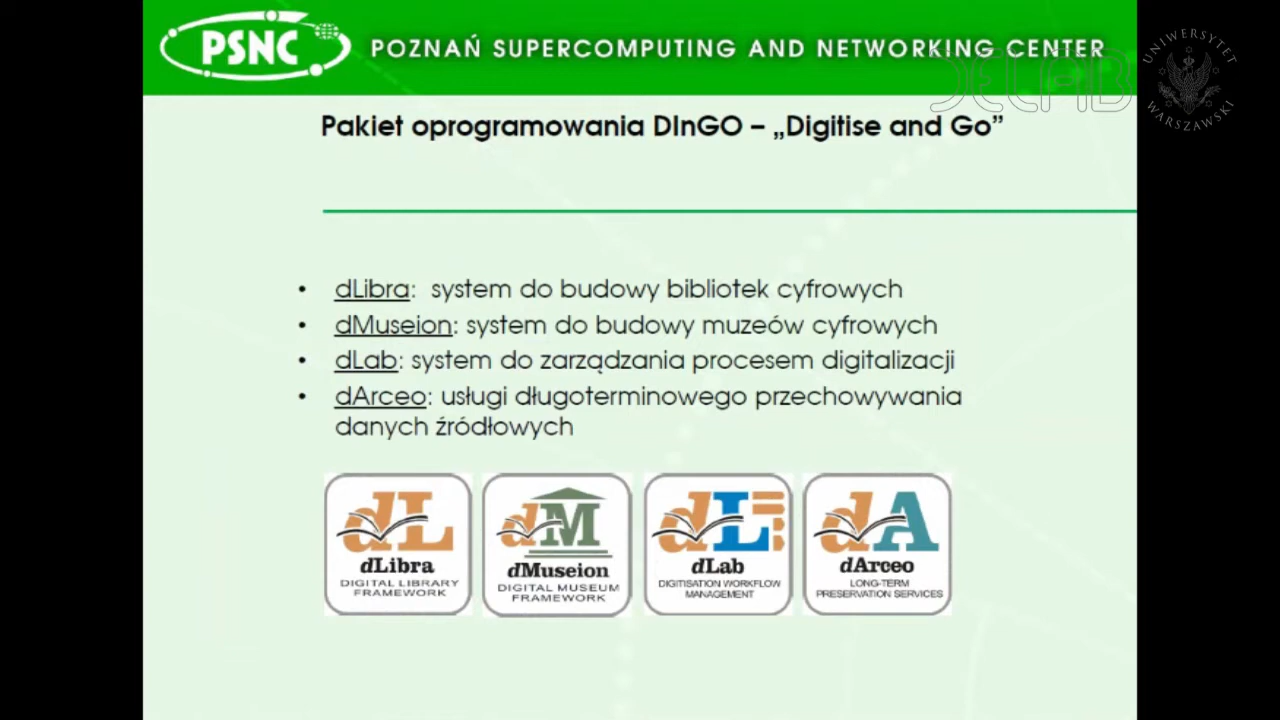 PSNC
POZNAŃ SUPERCOMPUTING AND NETWORKING CENTER
DELAB
UNIWERSYTET
WARSZAWSKI
Pakiet oprogramowania DInGO – „Digitise and Go”
• dLibra: system do budowy bibliotek cyfrowych
• dMuseion: system do budowy muzeów cyfrowych
• dLab: system do zarządzania procesem digitalizacji
• dArceo: usługi długoterminowego przechowywania
danych źródłowych
dL
dLibra
DIGITAL LIBRARY
FRAMEWORK
dM
dMuseion
DIGITAL MUSEUM
FRAMEWORK
dL
dLab
DIGITISATION WORKFLOW
MANAGEMENT
dA
dArceo
LONG-TERM
PRESERVATION SERVICES